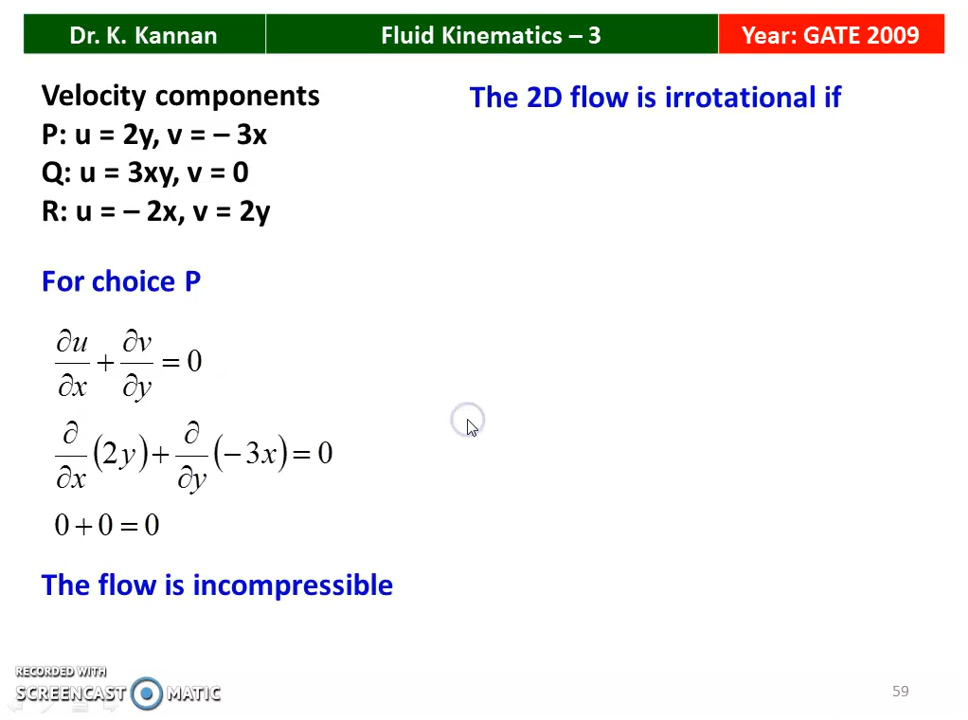 Dr. K. Kannan
Fluid Kinematics – 3
Year: GATE 2009
Velocity components
P: u = 2y, v = – 3x
Q: u = 3xy, v = 0
R: u = – 2x, v = 2y
For choice P
∂u/∂x + ∂v/∂y = 0
∂/∂x (2y) + ∂/∂y (– 3x) = 0
0 + 0 = 0
The flow is incompressible
The 2D flow is irrotational if
RECORDED WITH
SCREENCAST MATIC
59